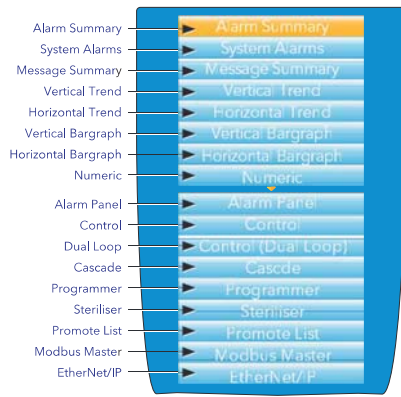 Alarm Summary Alarm Summary
System Alarms System Alarms
Message Summary Message Summary
Vertical Trend Vertical Trend
Horizontal Trend Horizontal Trend
Vertical Bargraph Vertical Bargraph
Horizontal Bargraph Horizontal Bargraph
Numeric Numeric
Alarm Panel Alarm Panel
Control Control
Dual Loop Control (Dual Loop)
Cascade Cascde
Programmer Programmer
Steriliser Steriliser
Promote List Promote List
Modbus Master Modbus Master
EtherNet/IP EtherNet/IP